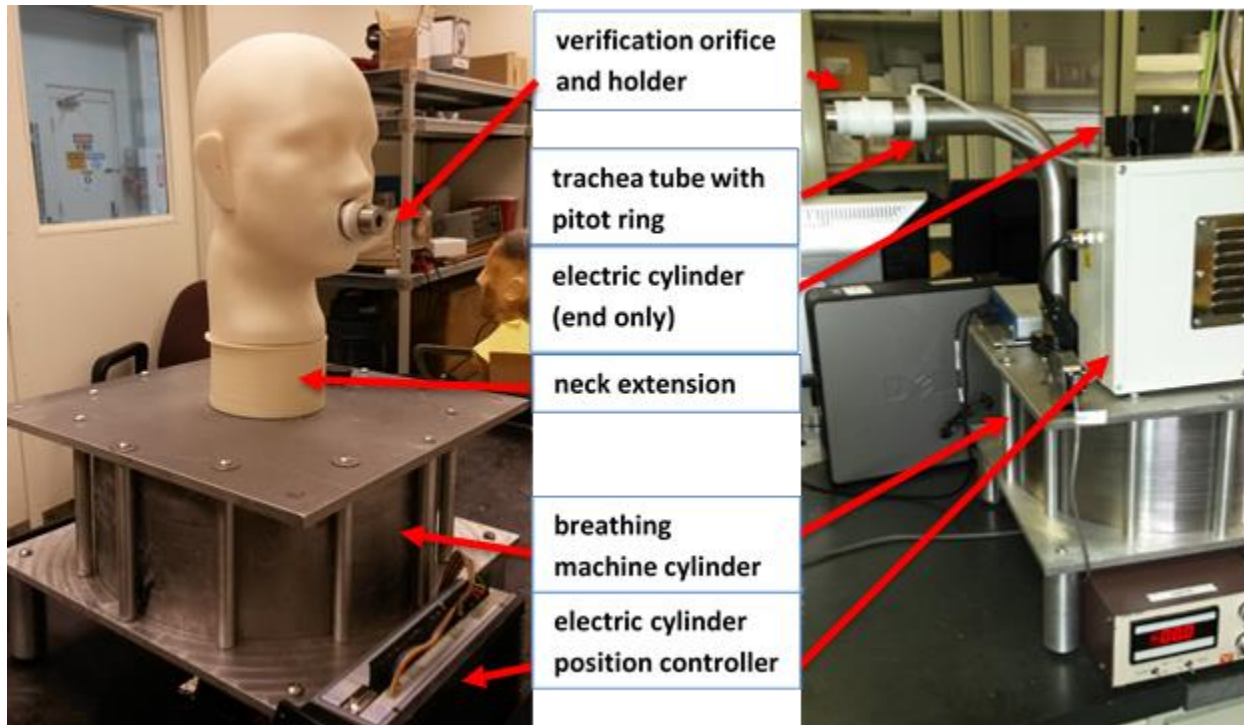 verification orifice
and holder
trachea tube with
pitot ring
electric cylinder
(end only)
neck extension
breathing
machine cylinder
electric cylinder
position controller